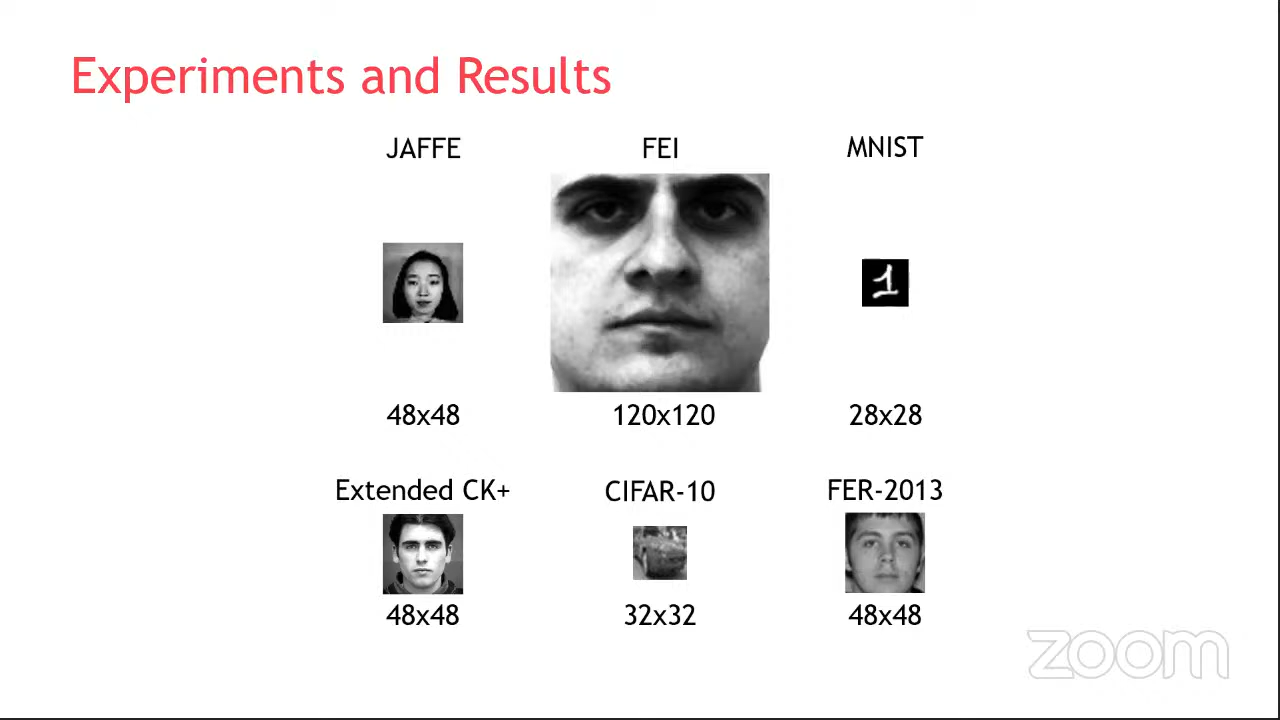 Experiments and Results
JAFFE
FEI
MNIST
1
48x48
120x120
28x28
Extended CK+
CIFAR-10
FER-2013
48x48
32x32
48x48
zoom